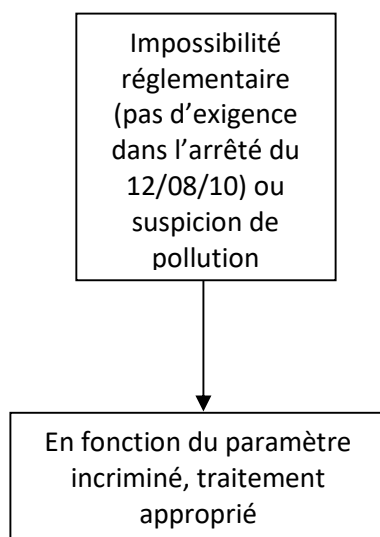 Impossibilité
réglementaire
(pas d’exigence
dans l’arrêté du
12/08/10) ou
suspicion de
pollution
En fonction du paramètre
incriminé, traitement
approprié